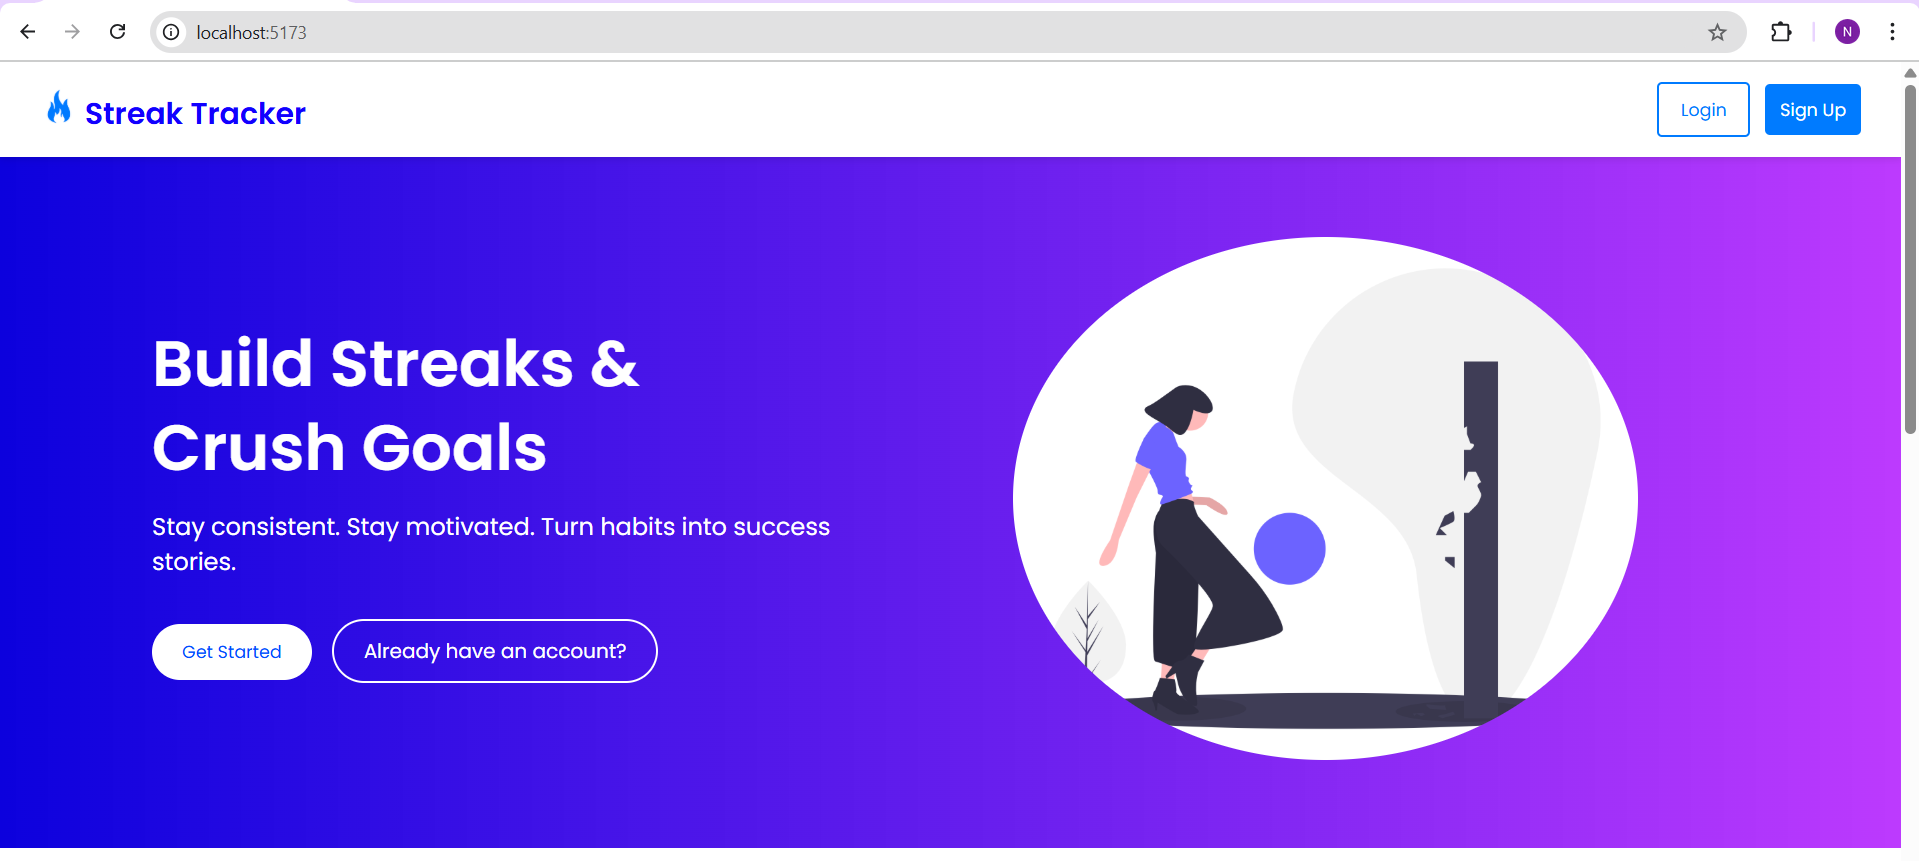 localhost:5173
N
Streak Tracker
Login
Sign Up
Build Streaks &
Crush Goals
Stay consistent. Stay motivated. Turn habits into success
stories.
Get Started
Already have an account?